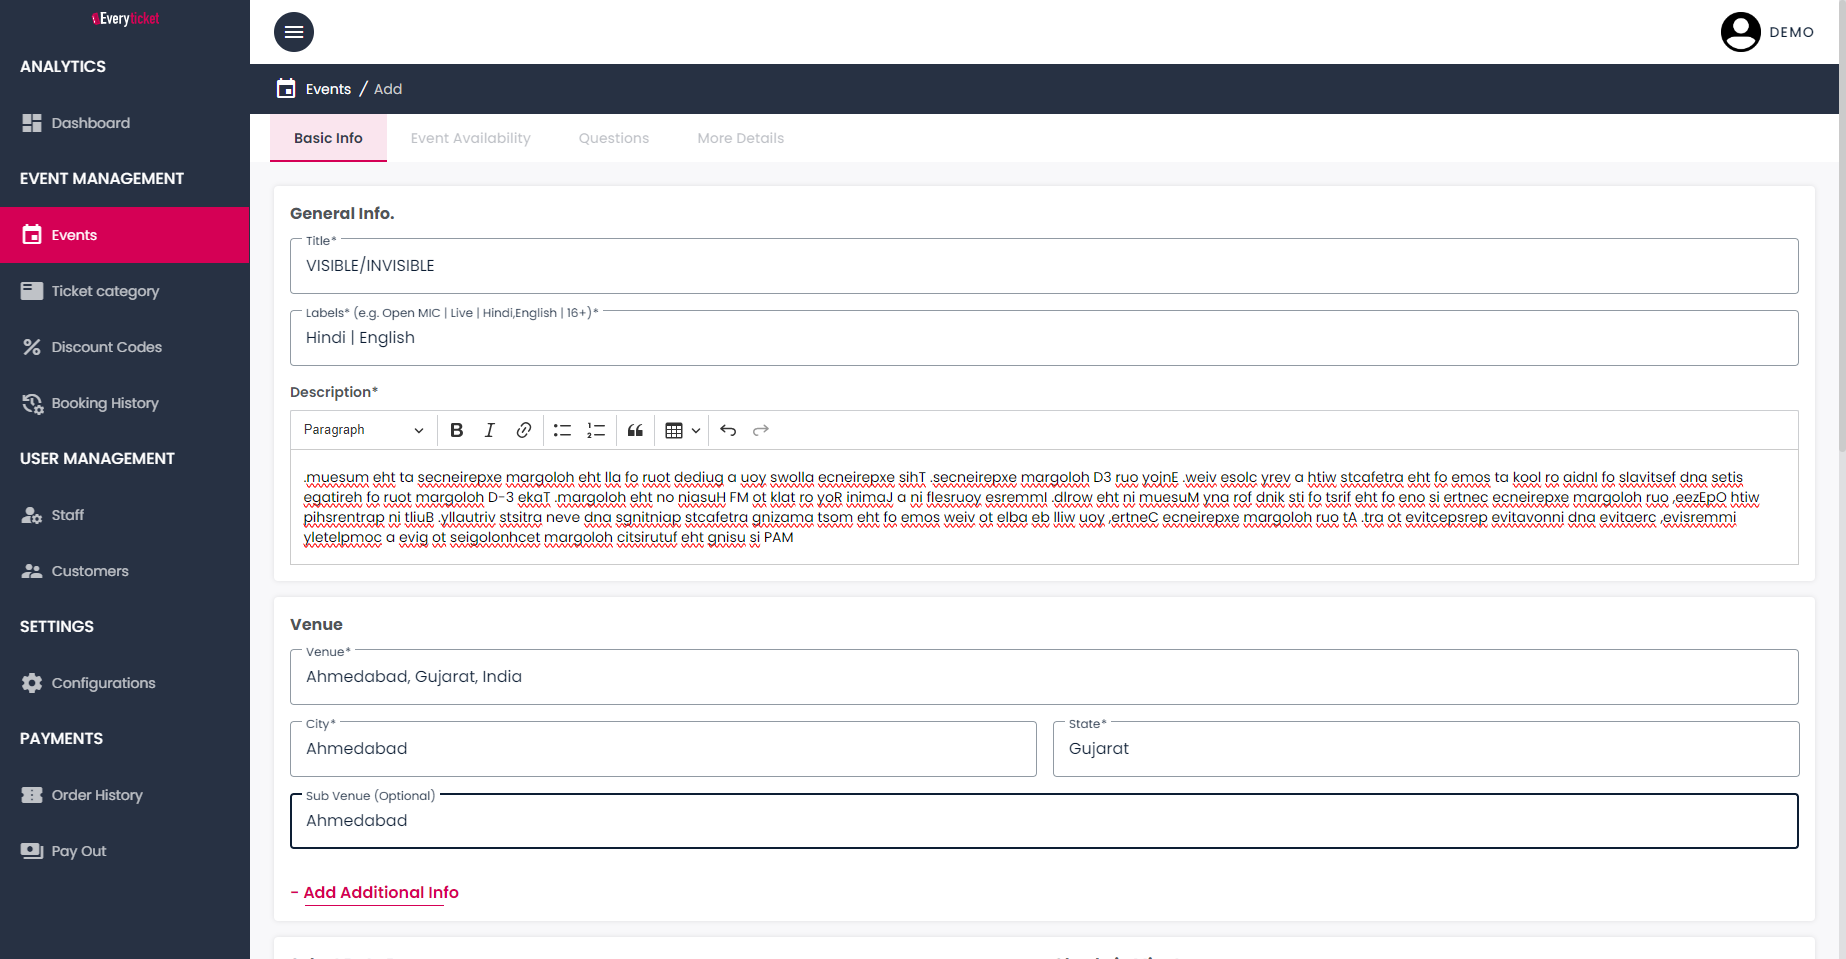 Everyticket
DEMO
ANALYTICS
Dashboard
EVENT MANAGEMENT
Events
Ticket category
Discount Codes
Booking History
USER MANAGEMENT
Staff
Customers
SETTINGS
Configurations
PAYMENTS
Order History
Pay Out
Events / Add
Basic Info Event Availability Questions More Details
General Info.
Title*
VISIBLE/INVISIBLE
Labels* (e.g. Open MIC | Live | Hindi,English | 16+)*
Hindi | English
Description*
Paragraph
.muesum eht ta secneirepxe margoloh eht lla fo ruot dediug a uoy swolla ecneirepxe sihT .secneirepxe margoloh D3 ruo yojnE .weiv esolc yrev a htiw stcafetra eht fo emos ta kool ro aidnI fo slavitsef dna setis
egatireh fo ruot margoloh D-3 ekaT .margoloh eht no niasuH FM ot klat ro yoR inimaJ a ni flesruoy esremmI .dlrow eht ni muesuM yna rof dnik sti fo tsrif eht fo eno si ertnec ecneirepxe margoloh ruo ,eezEpO htiw
pihsrentrap ni tliuB .yllautriv stsitra neve dna sgnitniap stcafetra gnizama tsom eht fo emos weiv ot elba eb lliw uoy ,ertneC ecneirepxe margoloh ruo tA .tra ot evitcepsrep evitavonni dna evitaerc ,evisremmi
yletelpmoc a evig ot seigolonhcet margoloh citsirutuf eht gnisu si PAM
Venue
Venue*
Ahmedabad, Gujarat, India
City*
Ahmedabad
State*
Gujarat
Sub Venue (Optional)
Ahmedabad
- Add Additional Info